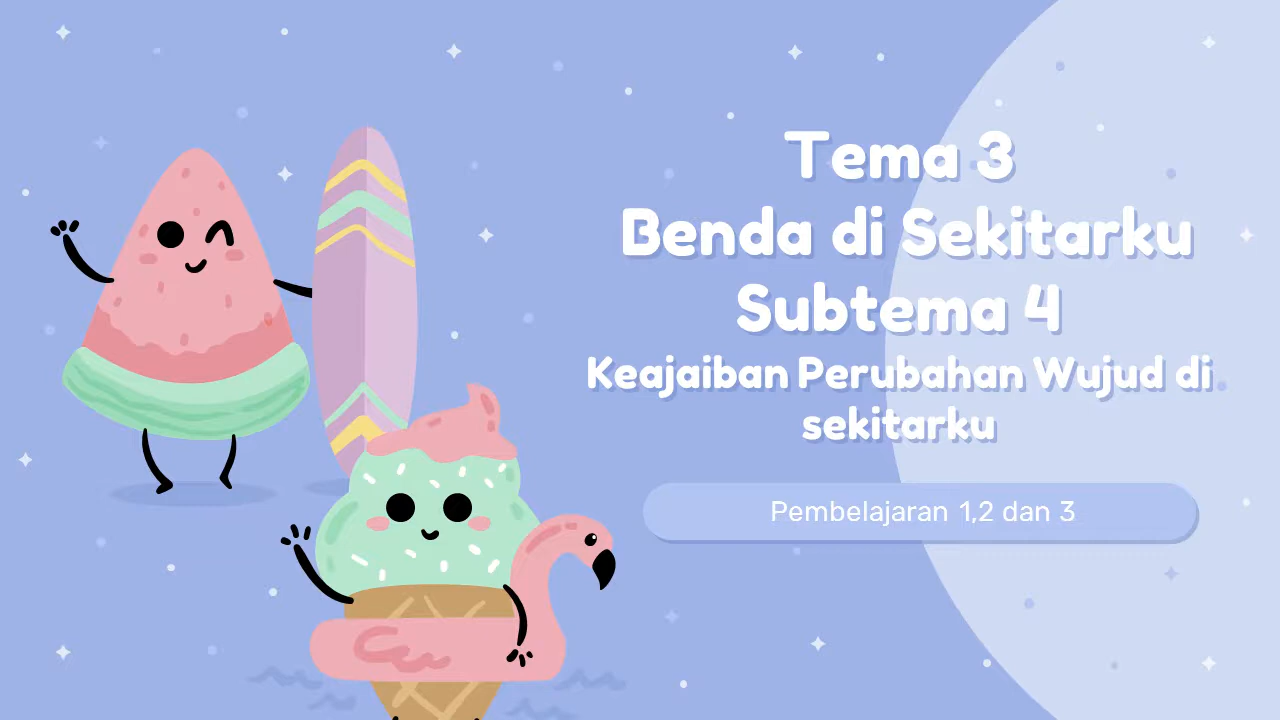 Tema 3
Benda di Sekitarku
Subtema 4
Keajaiban Perubahan Wujud di
sekitarku
Pembelajaran 1,2 dan 3